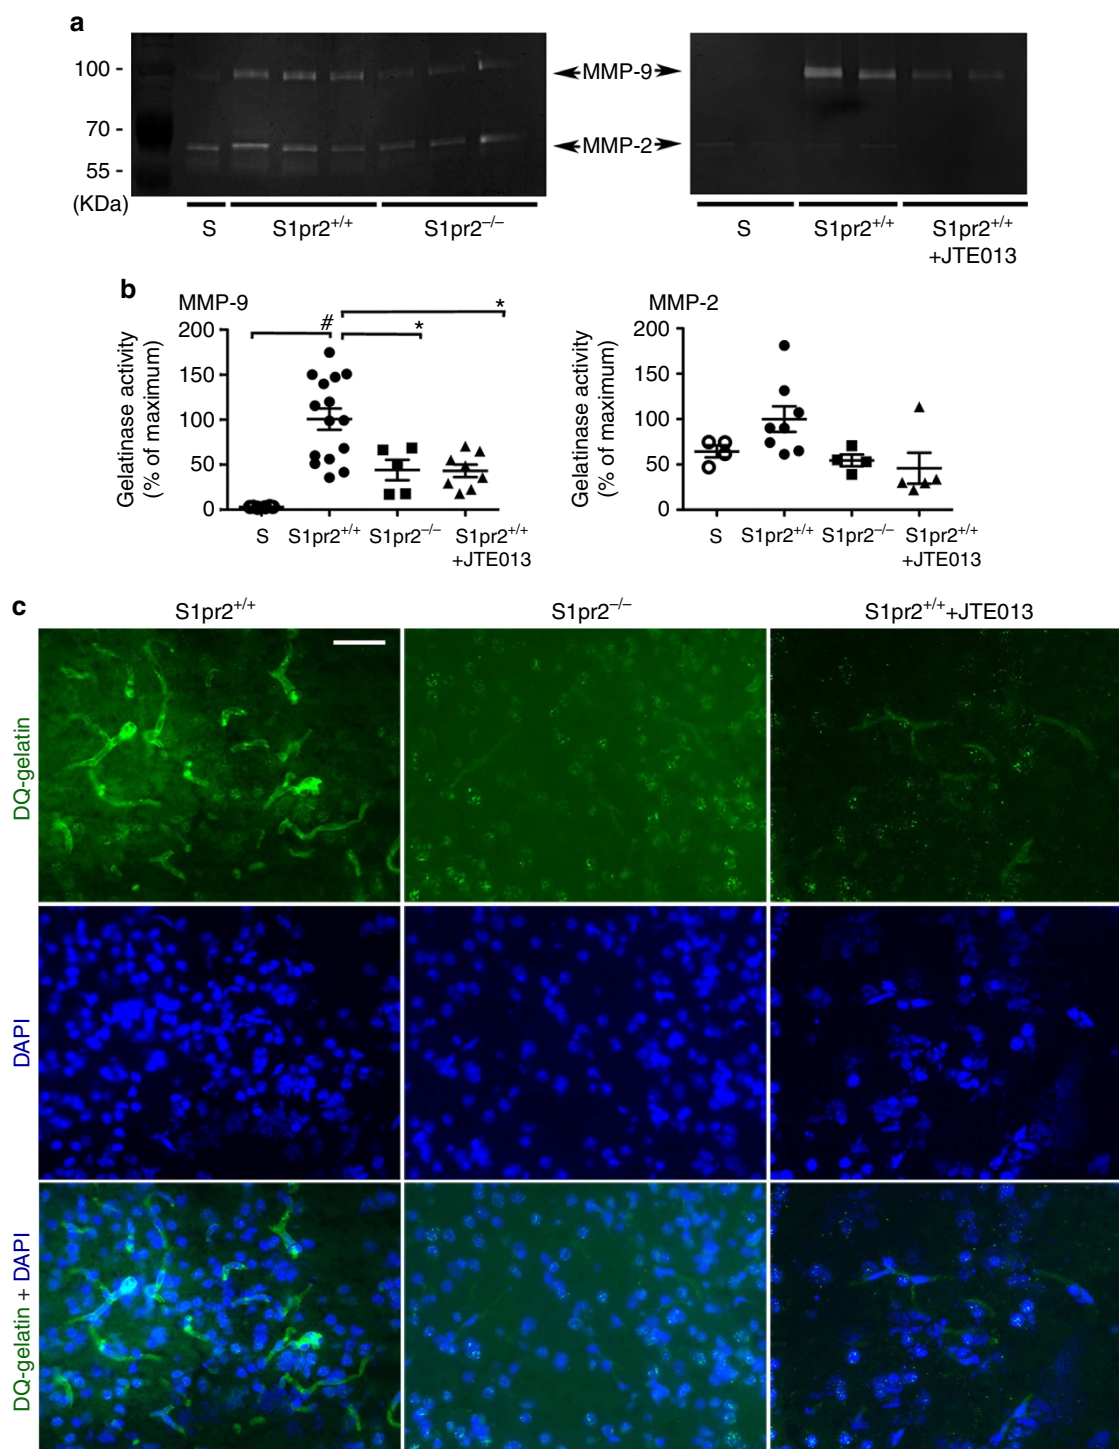 a
100 -
70 -
55 -
(KDa)
MMP-9
MMP-2
S
S1pr2+/+
S1pr2–/–
S
S1pr2+/+
S1pr2+/+
+JTE013
b
MMP-9
Gelatinase activity
(% of maximum)
200
150
100
50
0
#
*
*
S
S1pr2+/+
S1pr2–/–
S1pr2+/+
+JTE013
MMP-2
Gelatinase activity
(% of maximum)
200
150
100
50
0
S
S1pr2+/+
S1pr2–/–
S1pr2+/+
+JTE013
c
S1pr2+/+
S1pr2–/–
S1pr2+/++JTE013
DQ-gelatin
DAPI
DQ-gelatin + DAPI